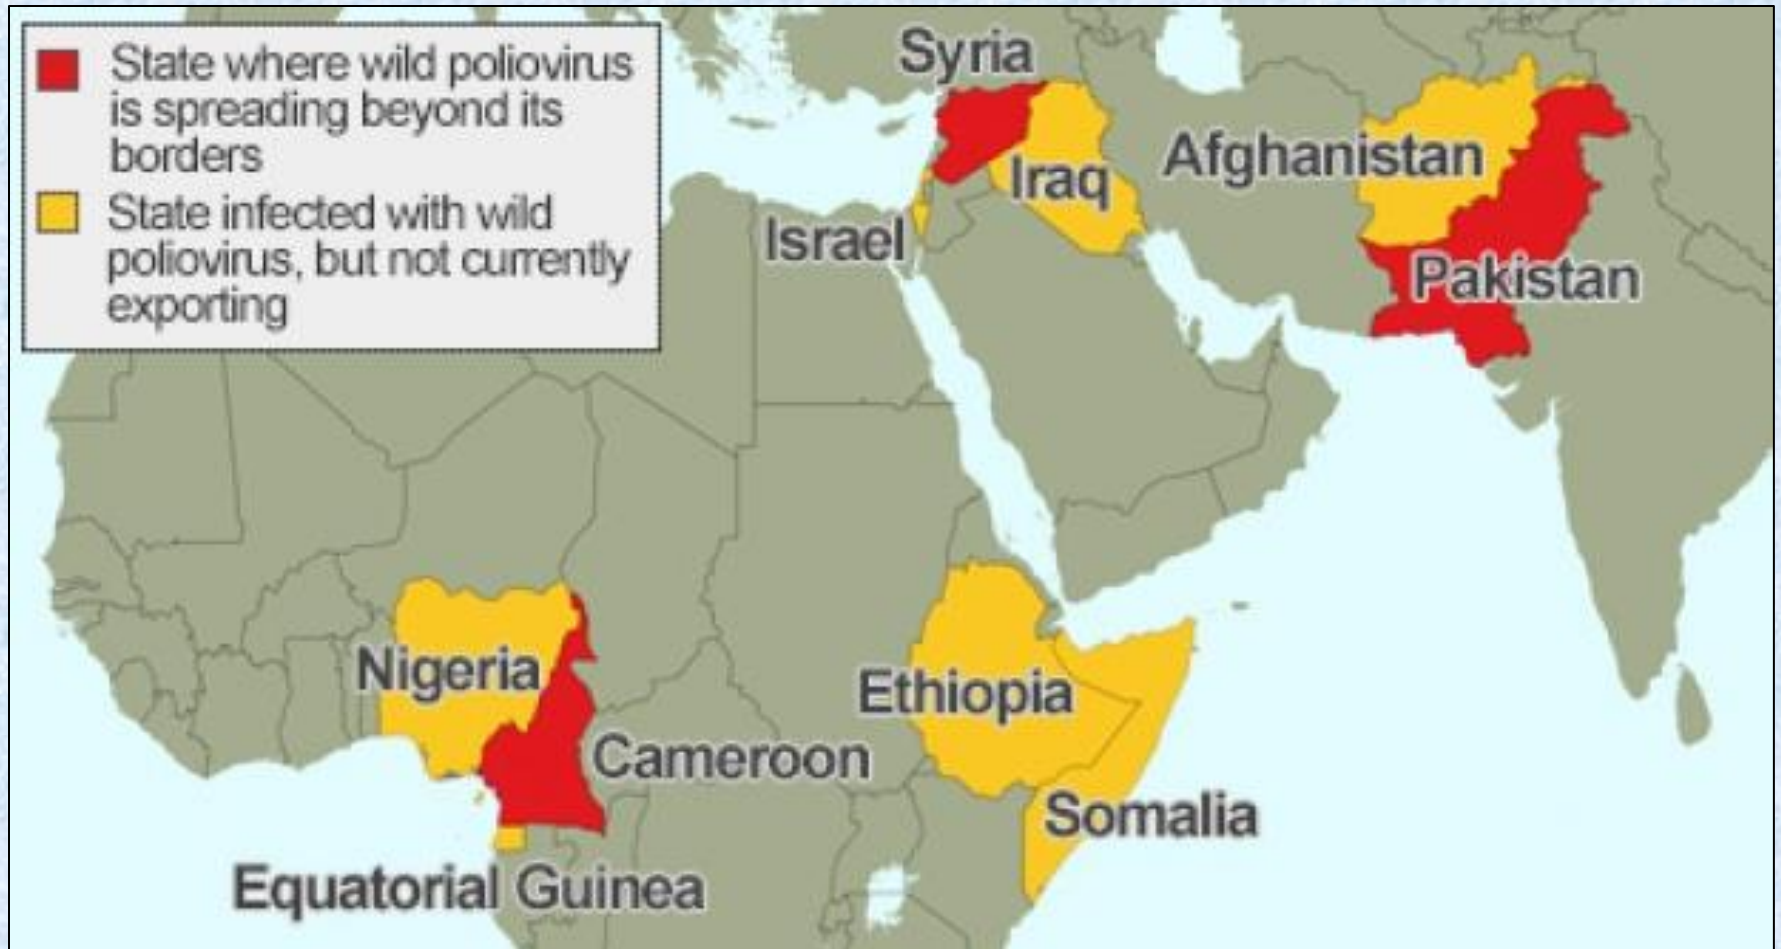 State where wild poliovirus
is spreading beyond its
borders
State infected with wild
poliovirus, but not currently
exporting
Syria
Iraq
Afghanistan
Israel
Pakistan
Nigeria
Ethiopia
Cameroon
Somalia
Equatorial Guinea